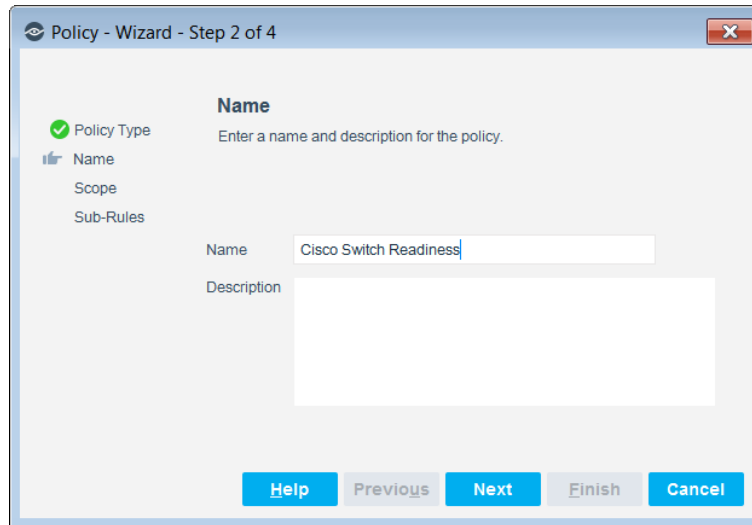 Policy - Wizard - Step 2 of 4
Policy Type
Name
Scope
Sub-Rules
Name
Enter a name and description for the policy.
Name Cisco Switch Readiness
Description
Help Previous Next Finish Cancel